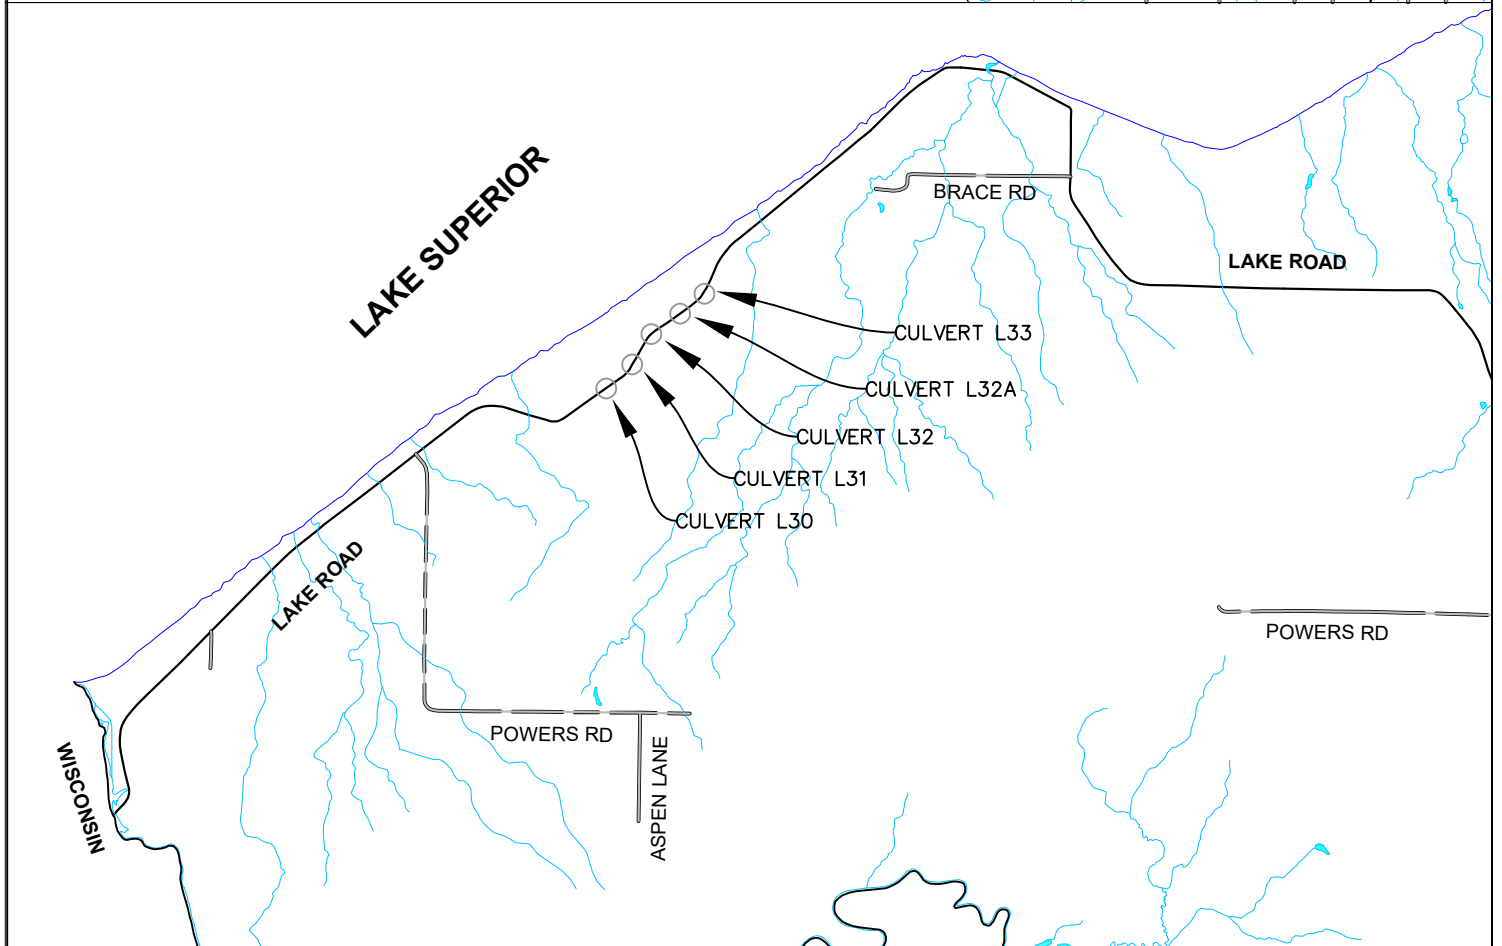 LAKE SUPERIOR
BRACE RD
LAKE ROAD
CULVERT L33
CULVERT L32A
CULVERT L32
CULVERT L31
CULVERT L30
LAKE ROAD
POWERS RD
POWERS RD
ASPEN LANE
WISCONSIN